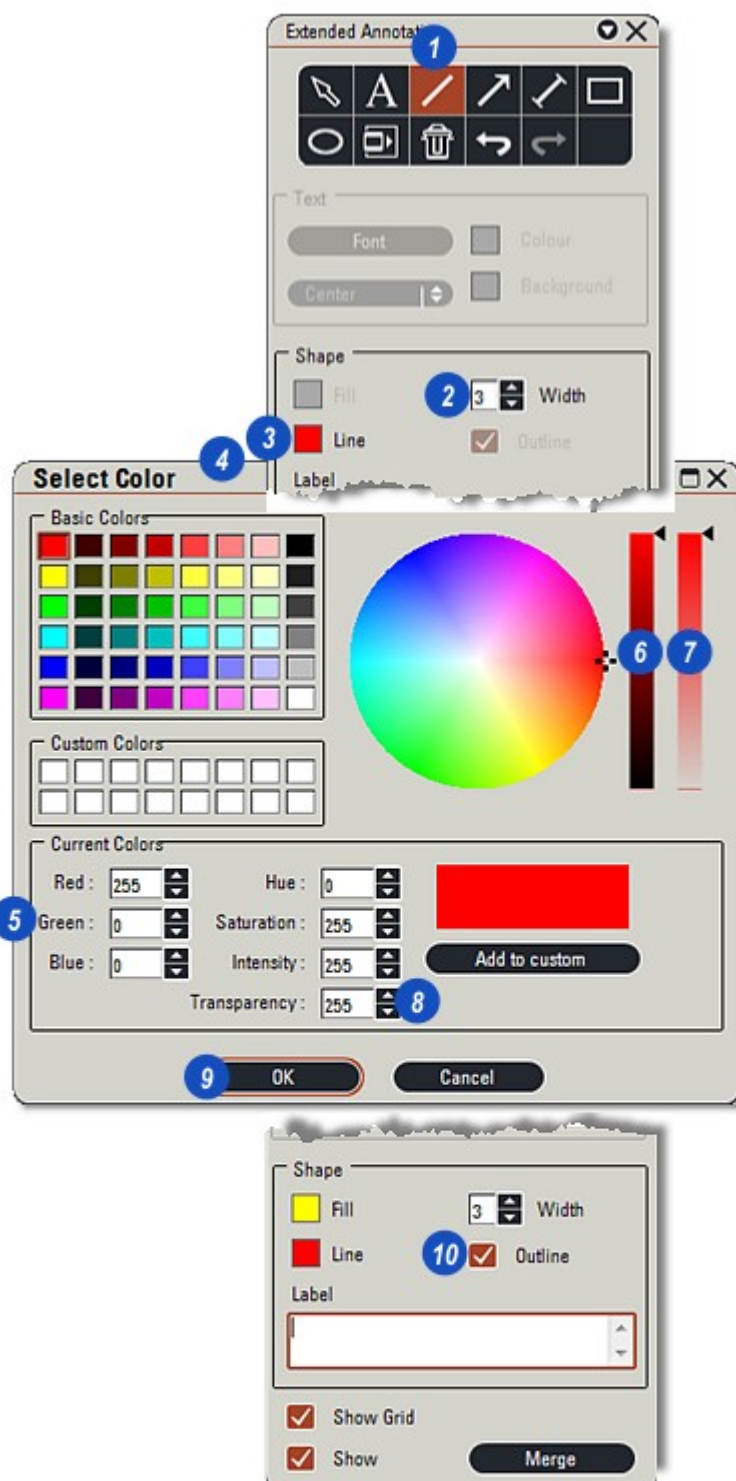 Extended Annotati
1
A
Text
Font
Colour
Center
Background
Shape
Fill
2
3
Width
3
Line
Outline
4
Label
Select Color
Basic Colors
6
7
Custom Colors
Current Colors
Red :
255
Hue :
0
5
Green :
0
Saturation :
255
Blue :
0
Intensity :
255
Add to custom
Transparency :
255
8
9
OK
Cancel
Shape
Fill
3
Width
Line
10
Outline
Label
Show Grid
Show
Merge